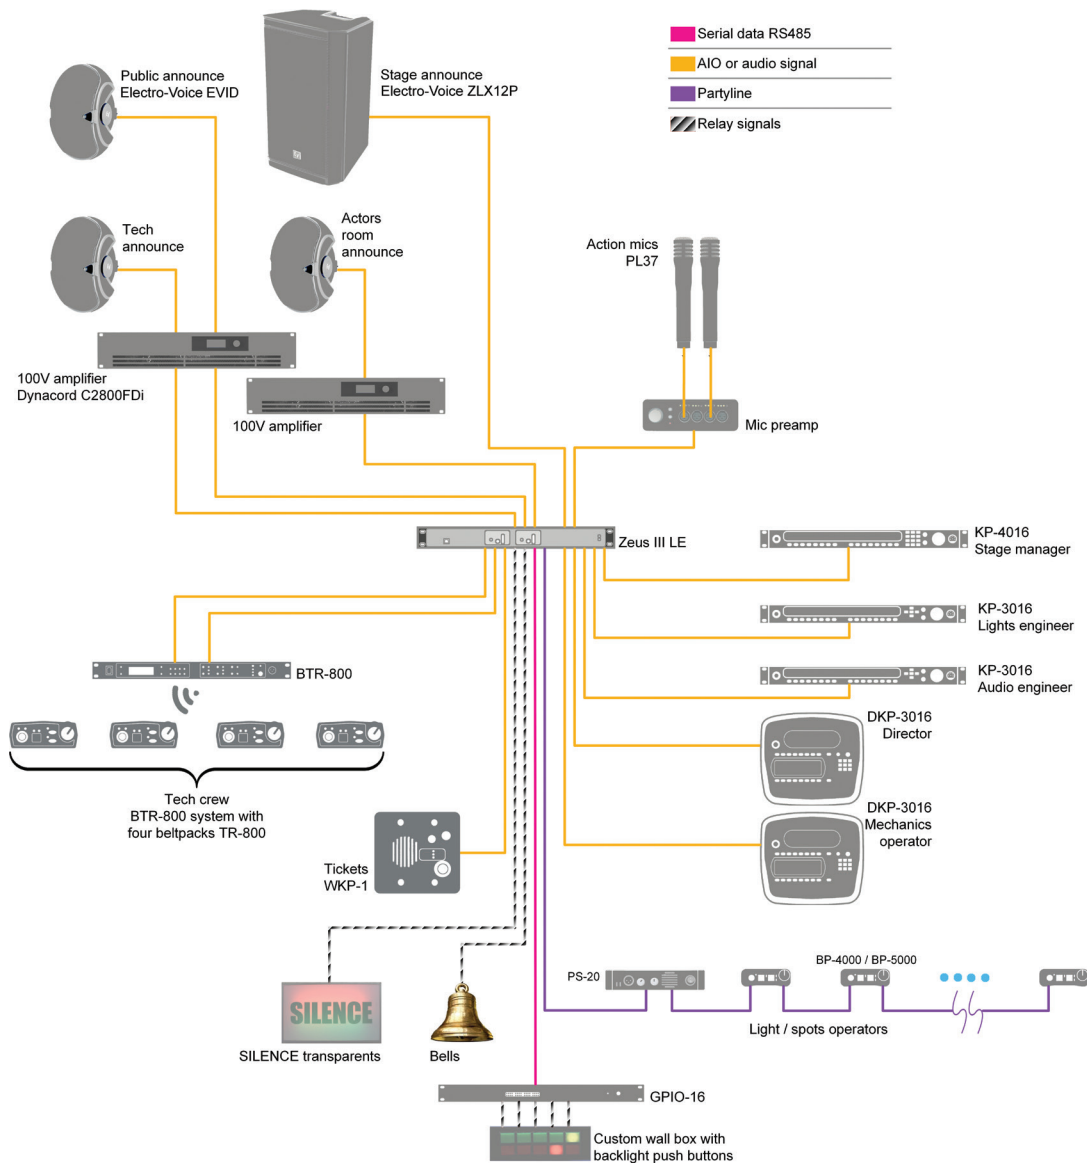 Serial data RS485
AIO or audio signal
Partyline
Relay signals
Public announce
Electro-Voice EVID
Stage announce
Electro-Voice ZLX12P
Tech
announce
Actors
room
announce
Action mics
PL37
100V amplifier
Dynacord C2800FDi
100V amplifier
Mic preamp
Zeus III LE
KP-4016
Stage manager
KP-3016
Lights engineer
KP-3016
Audio engineer
BTR-800
DKP-3016
Director
Tech crew
BTR-800 system with
four beltpacks TR-800
DKP-3016
Mechanics
operator
Tickets
WKP-1
PS-20
BP-4000 / BP-5000
Light / spots operators
SILENCE
SILENCE transparents
Bells
GPIO-16
Custom wall box with
backlight push buttons